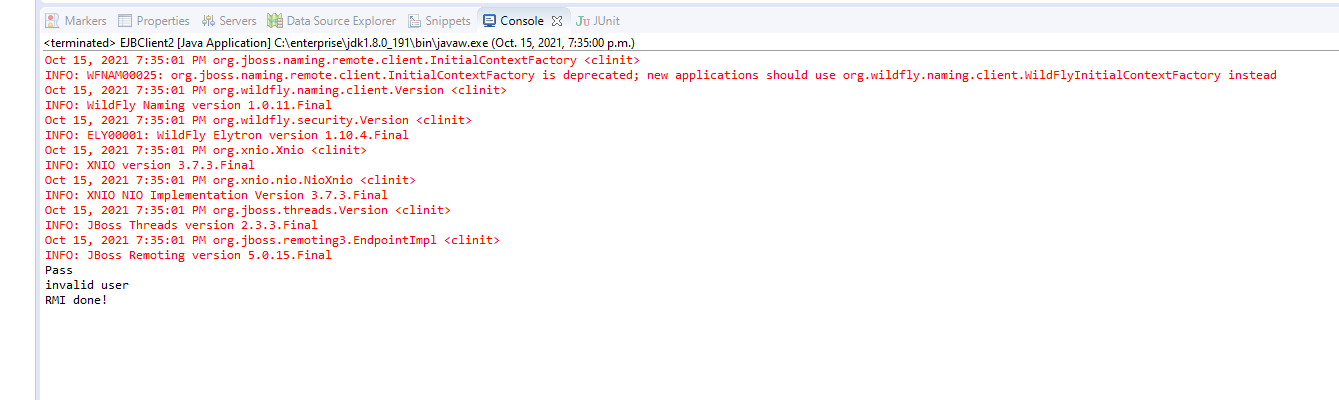 Markers Properties Servers Data Source Explorer Snippets Console JUnit
<terminated> EJBClient2 [Java Application] C:\enterprise\jdk1.8.0_191\bin\javaw.exe (Oct. 15, 2021, 7:35:00 p.m.)
Oct 15, 2021 7:35:01 PM org.jboss.naming.remote.client.InitialContextFactory <clinit>
INFO: WFNAM00025: org.jboss.naming.remote.client.InitialContextFactory is deprecated; new applications should use org.wildfly.naming.client.WildFlyInitialContextFactory instead
Oct 15, 2021 7:35:01 PM org.wildfly.naming.client.Version <clinit>
INFO: WildFly Naming version 1.0.11.Final
Oct 15, 2021 7:35:01 PM org.wildfly.security.Version <clinit>
INFO: ELY00001: WildFly Elytron version 1.10.4.Final
Oct 15, 2021 7:35:01 PM org.xnio.Xnio <clinit>
INFO: XNIO version 3.7.3.Final
Oct 15, 2021 7:35:01 PM org.xnio.nio.NioXnio <clinit>
INFO: XNIO NIO Implementation Version 3.7.3.Final
Oct 15, 2021 7:35:01 PM org.jboss.threads.Version <clinit>
INFO: JBoss Threads version 2.3.3.Final
Oct 15, 2021 7:35:01 PM org.jboss.remoting3.EndpointImpl <clinit>
INFO: JBoss Remoting version 5.0.15.Final
Pass
invalid user
RMI done!